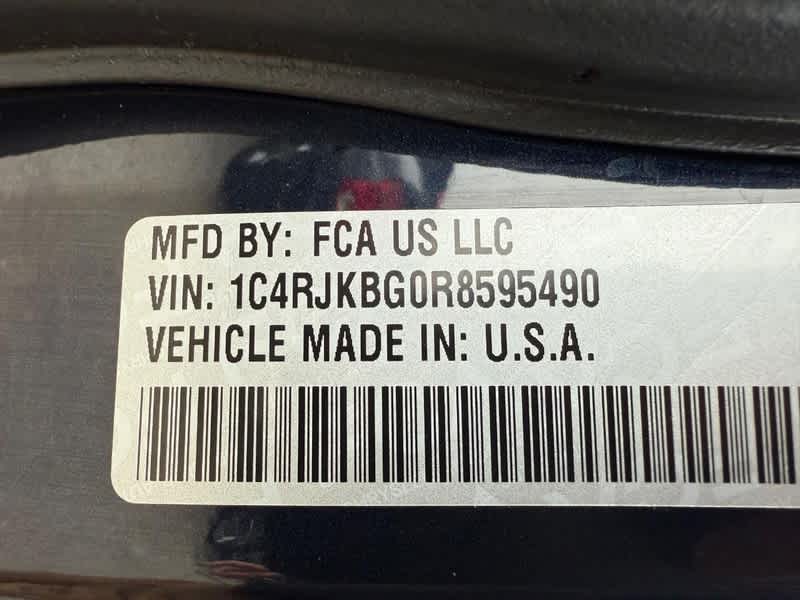 MFD BY: FCA US LLC
VIN: 1C4RJKBG0R8595490
VEHICLE MADE IN: U.S.A.